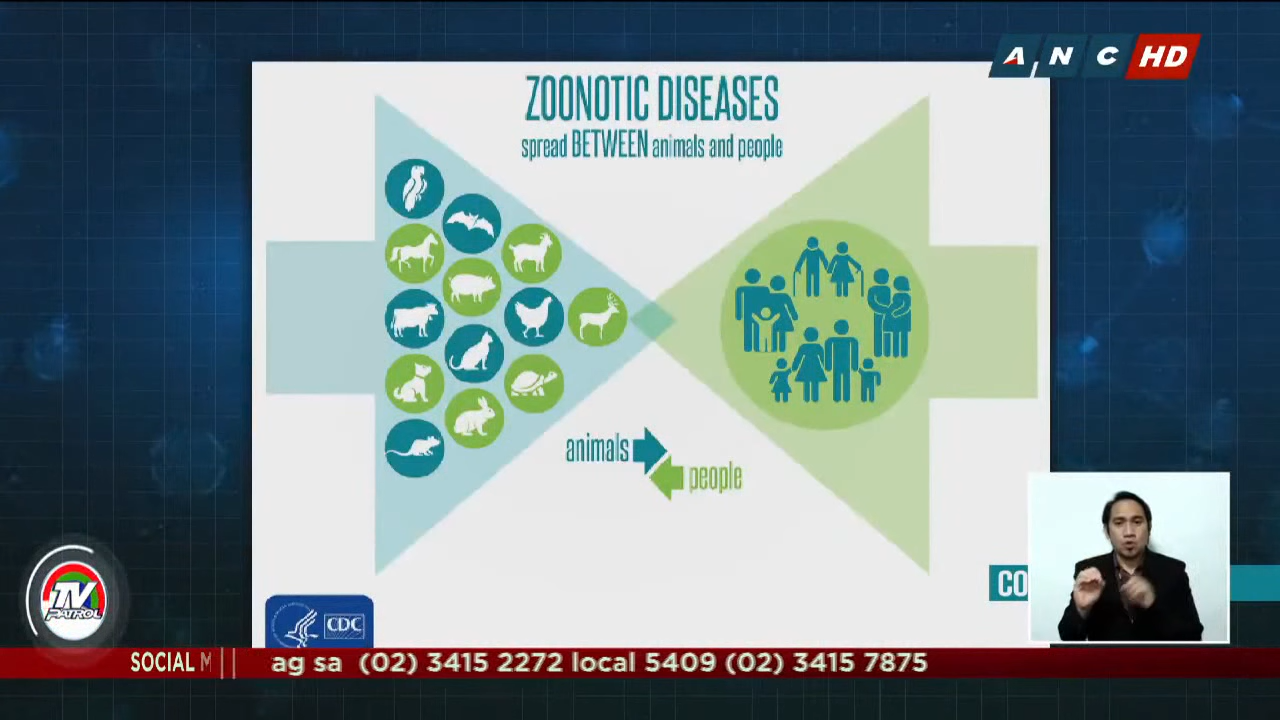 ANC HD
ZOONOTIC DISEASES
spread BETWEEN animals and people
animals
people
CO
TV
PATROL
CDC
SOCIAL M
ag sa (02) 3415 2272 local 5409 (02) 3415 7875